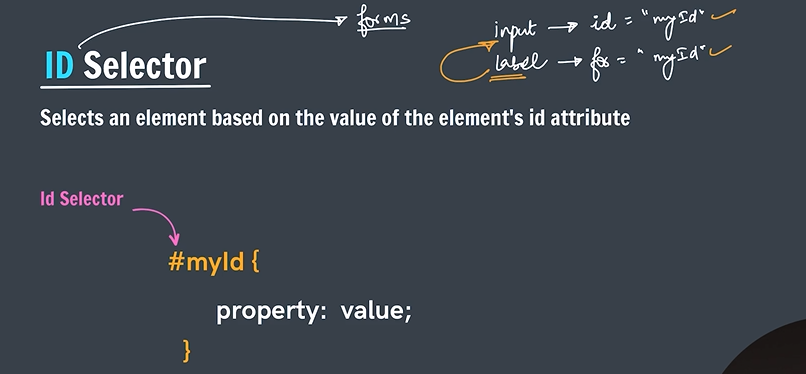 forms
input → id = "myId" ✓
label → for = "myId" ✓
ID Selector
Selects an element based on the value of the element's id attribute
Id Selector
#myId {
property: value;
}